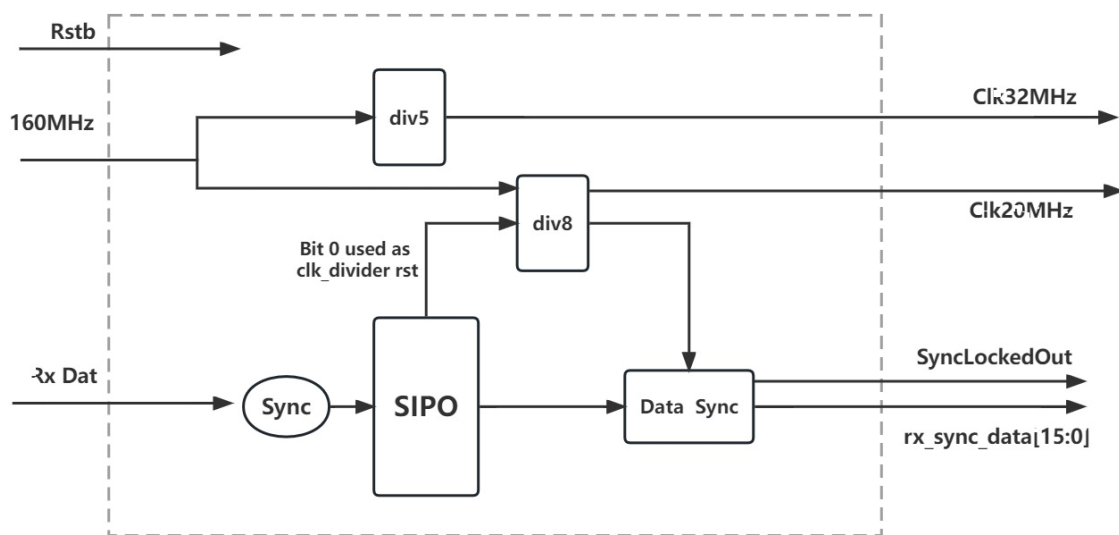 Rstb
160MHz
div5
Clk32MHz
div8
Clk20MHz
Bit 0 used as
clk_divider rst
Rx Dat
Sync
SIPO
Data Sync
SyncLockedOut
rx_sync_data[15:0]